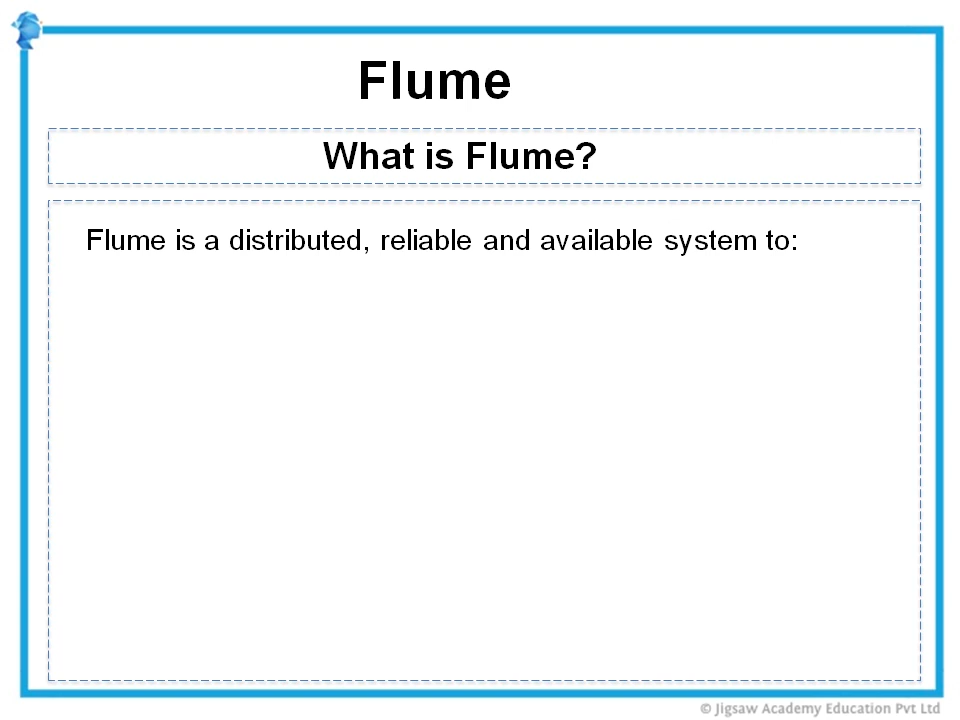 Flume
What is Flume?
Flume is a distributed, reliable and available system to:
© Jigsaw Academy Education Pvt Ltd